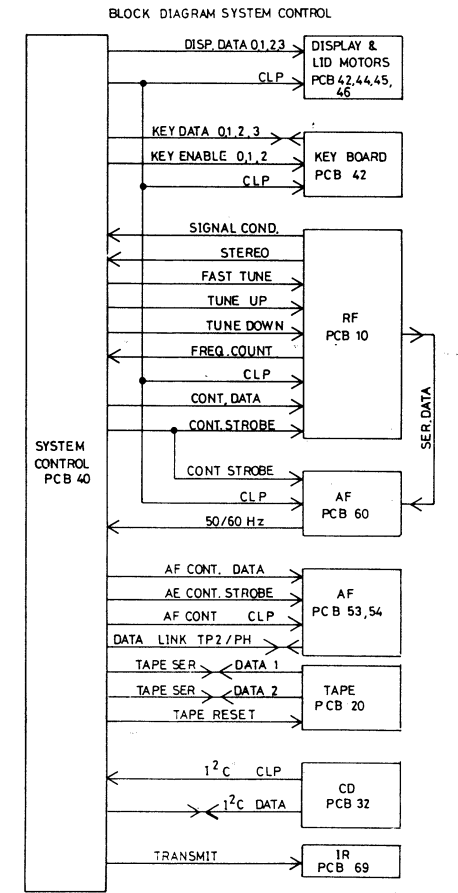 BLOCK DIAGRAM SYSTEM CONTROL
DISP. DATA 0,1,2,3
DISPLAY &
LID MOTORS
PCB 42,44,45,
46
CLP
KEY DATA 0,1,2,3
KEY ENABLE 0,1,2
KEY BOARD
PCB 42
CLP
SIGNAL COND.
STEREO
FAST TUNE
TUNE UP
TUNE DOWN
FREQ. COUNT
CLP
CONT. DATA
CONT. STROBE
RF
PCB 10
SER. DATA
SYSTEM
CONTROL
PCB 40
CONT STROBE
CLP
50/60 Hz
AF
PCB 60
AF CONT. DATA
AE CONT. STROBE
AF CONT CLP
DATA LINK TP2/PH
AF
PCB 53,54
TAPE SER DATA 1
TAPE SER DATA 2
TAPE RESET
TAPE
PCB 20
I²C CLP
I²C DATA
CD
PCB 32
TRANSMIT
IR
PCB 69